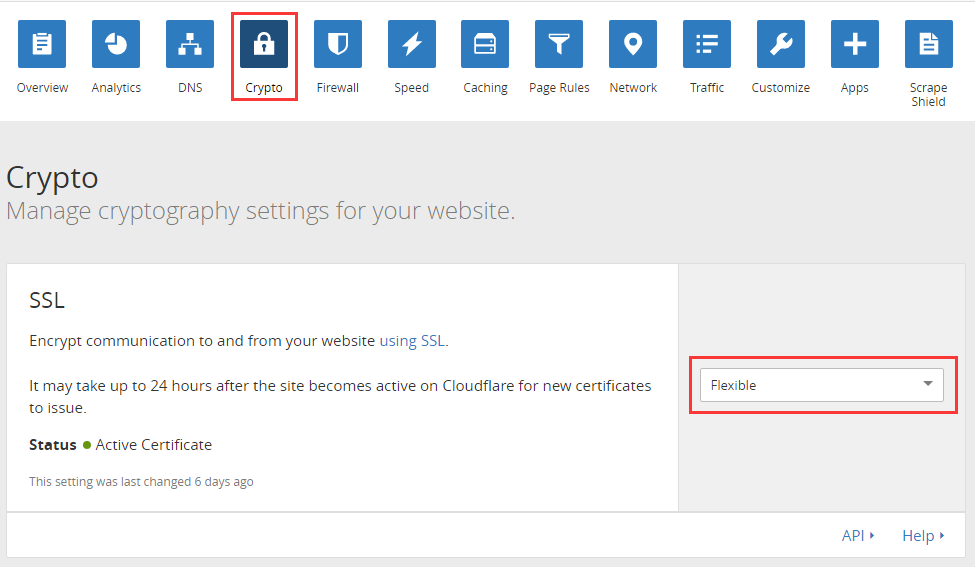 Overview
Analytics
DNS
Crypto
Firewall
Speed
Caching
Page Rules
Network
Traffic
Customize
Apps
Scrape
Shield
Crypto
Manage cryptography settings for your website.
SSL
Encrypt communication to and from your website using SSL.
It may take up to 24 hours after the site becomes active on Cloudflare for new certificates
to issue.
Status Active Certificate
This setting was last changed 6 days ago
Flexible
API
Help